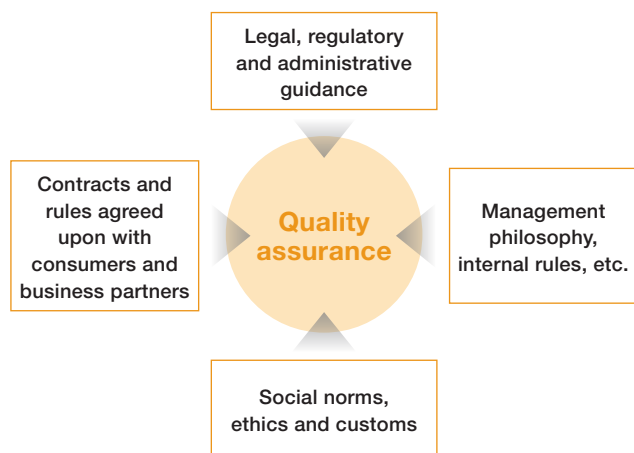 Legal, regulatory
and administrative
guidance
Contracts and
rules agreed
upon with
consumers and
business partners
Quality
assurance
Management
philosophy,
internal rules, etc.
Social norms,
ethics and customs